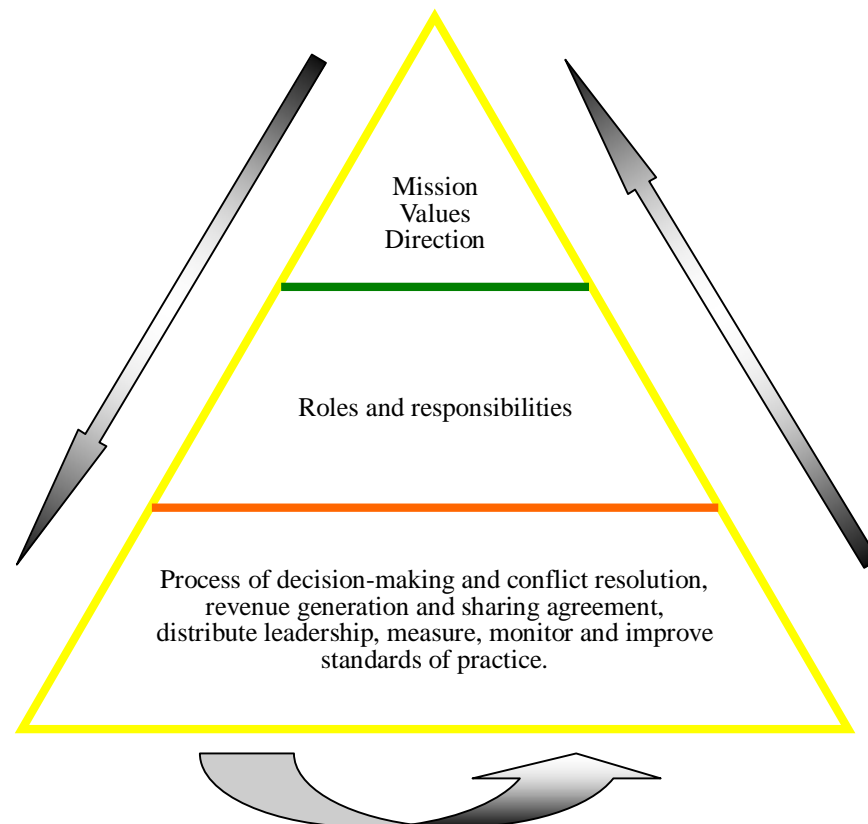 Mission
Values
Direction
Roles and responsibilities
Process of decision-making and conflict resolution,
revenue generation and sharing agreement,
distribute leadership, measure, monitor and improve
standards of practice.